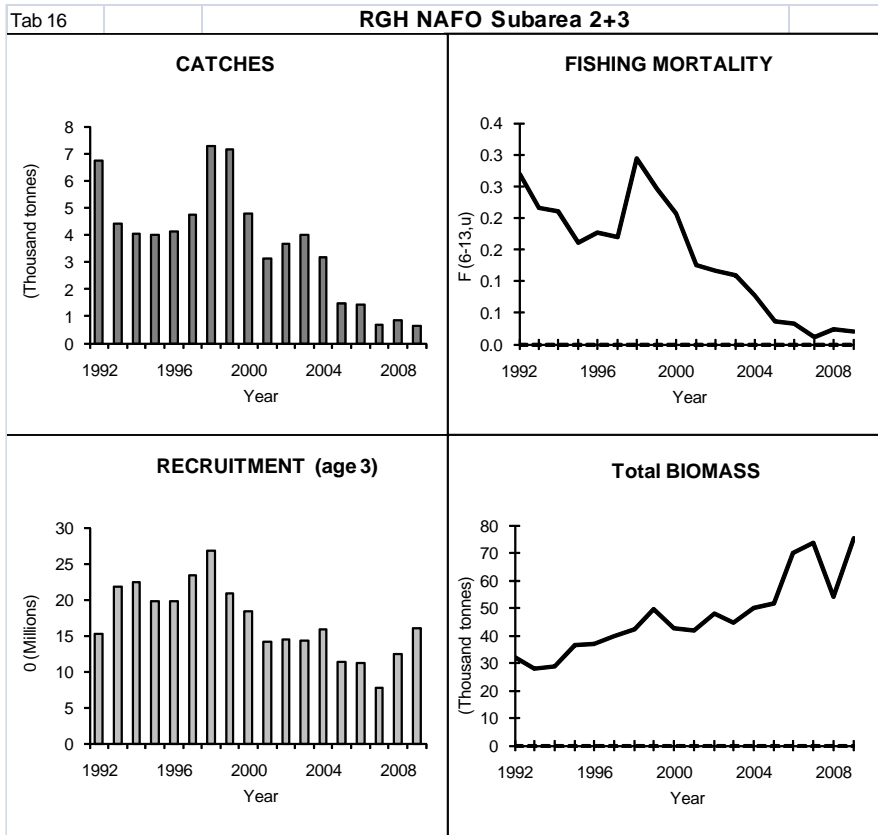 Tab 16 RGH NAFO Subarea 2+3
CATCHES
(Thousand tonnes)
8
7
6
5
4
3
2
1
0
1992 1996 2000 2004 2008
Year
FISHING MORTALITY
F (6-13,u)
0.4
0.3
0.3
0.2
0.2
0.1
0.1
0.0
1992 1996 2000 2004 2008
Year
RECRUITMENT (age 3)
0 (Millions)
30
25
20
15
10
5
0
1992 1996 2000 2004 2008
Year
Total BIOMASS
(Thousand tonnes)
80
70
60
50
40
30
20
10
0
1992 1996 2000 2004 2008
Year